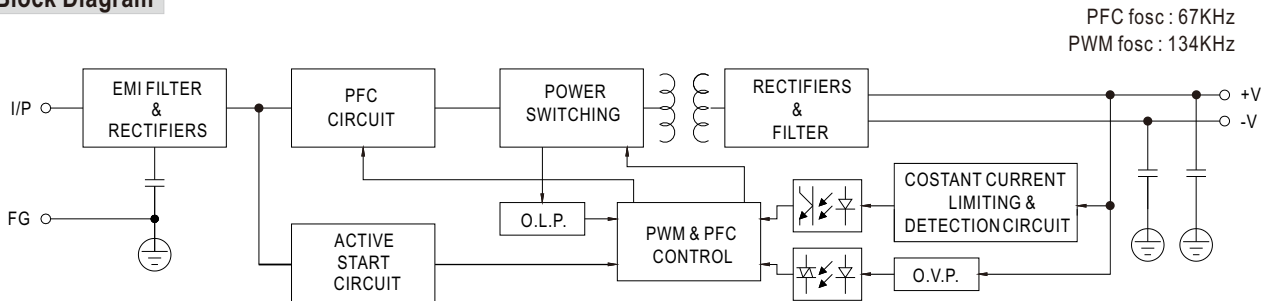 Block Diagram
PFC fosc : 67KHz
PWM fosc : 134KHz
I/P
EMI FILTER
&
RECTIFIERS
PFC
CIRCUIT
POWER
SWITCHING
RECTIFIERS
&
FILTER
+V
-V
FG
O.L.P.
ACTIVE
START
CIRCUIT
PWM & PFC
CONTROL
COSTANT CURRENT
LIMITING &
DETECTION CIRCUIT
O.V.P.